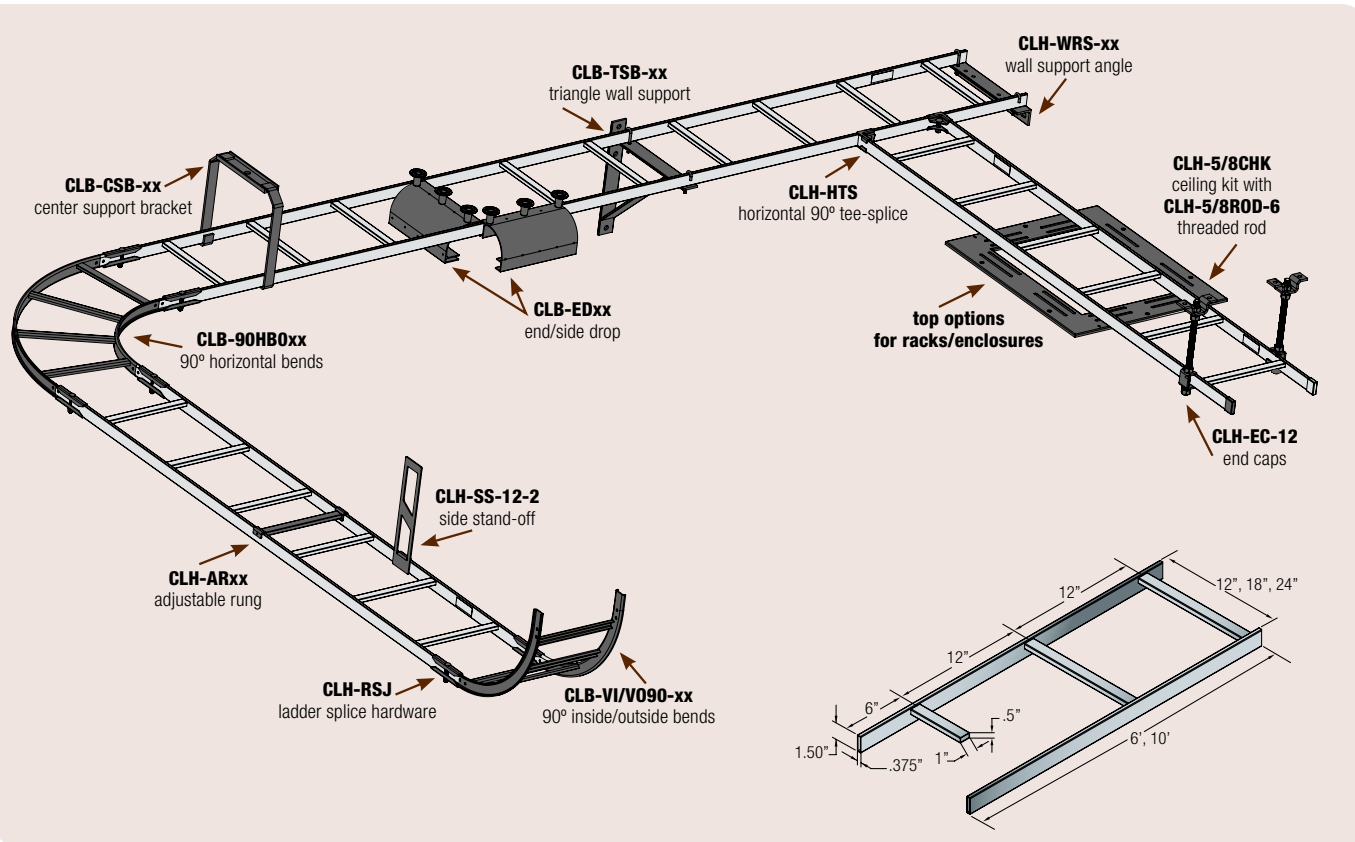 CLH-WRS-xx
wall support angle
CLB-TSB-xx
triangle wall support
CLH-5/8CHK
ceiling kit with
CLH-5/8ROD-6
threaded rod
CLB-CSB-xx
center support bracket
CLH-HTS
horizontal 90º tee-splice
CLB-EDxx
end/side drop
top options
for racks/enclosures
CLB-90HB0xx
90º horizontal bends
CLH-EC-12
end caps
CLH-SS-12-2
side stand-off
CLH-ARxx
adjustable rung
CLH-RSJ
ladder splice hardware
CLB-VI/VO90-xx
90º inside/outside bends
12”
12”, 18”, 24”
12”
6”
.5”
1.50”
.375”
1”
6’, 10’